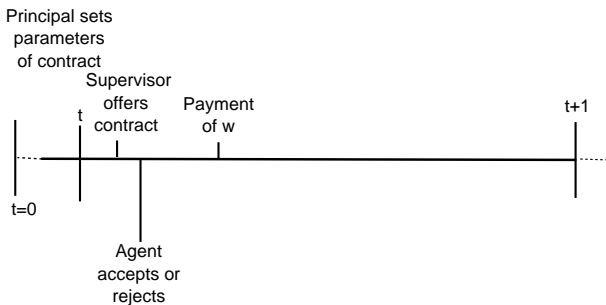 Principal sets
parameters
of contract
t=0
t
Supervisor
offers
contract
Agent
accepts or
rejects
Payment
of w
t+1